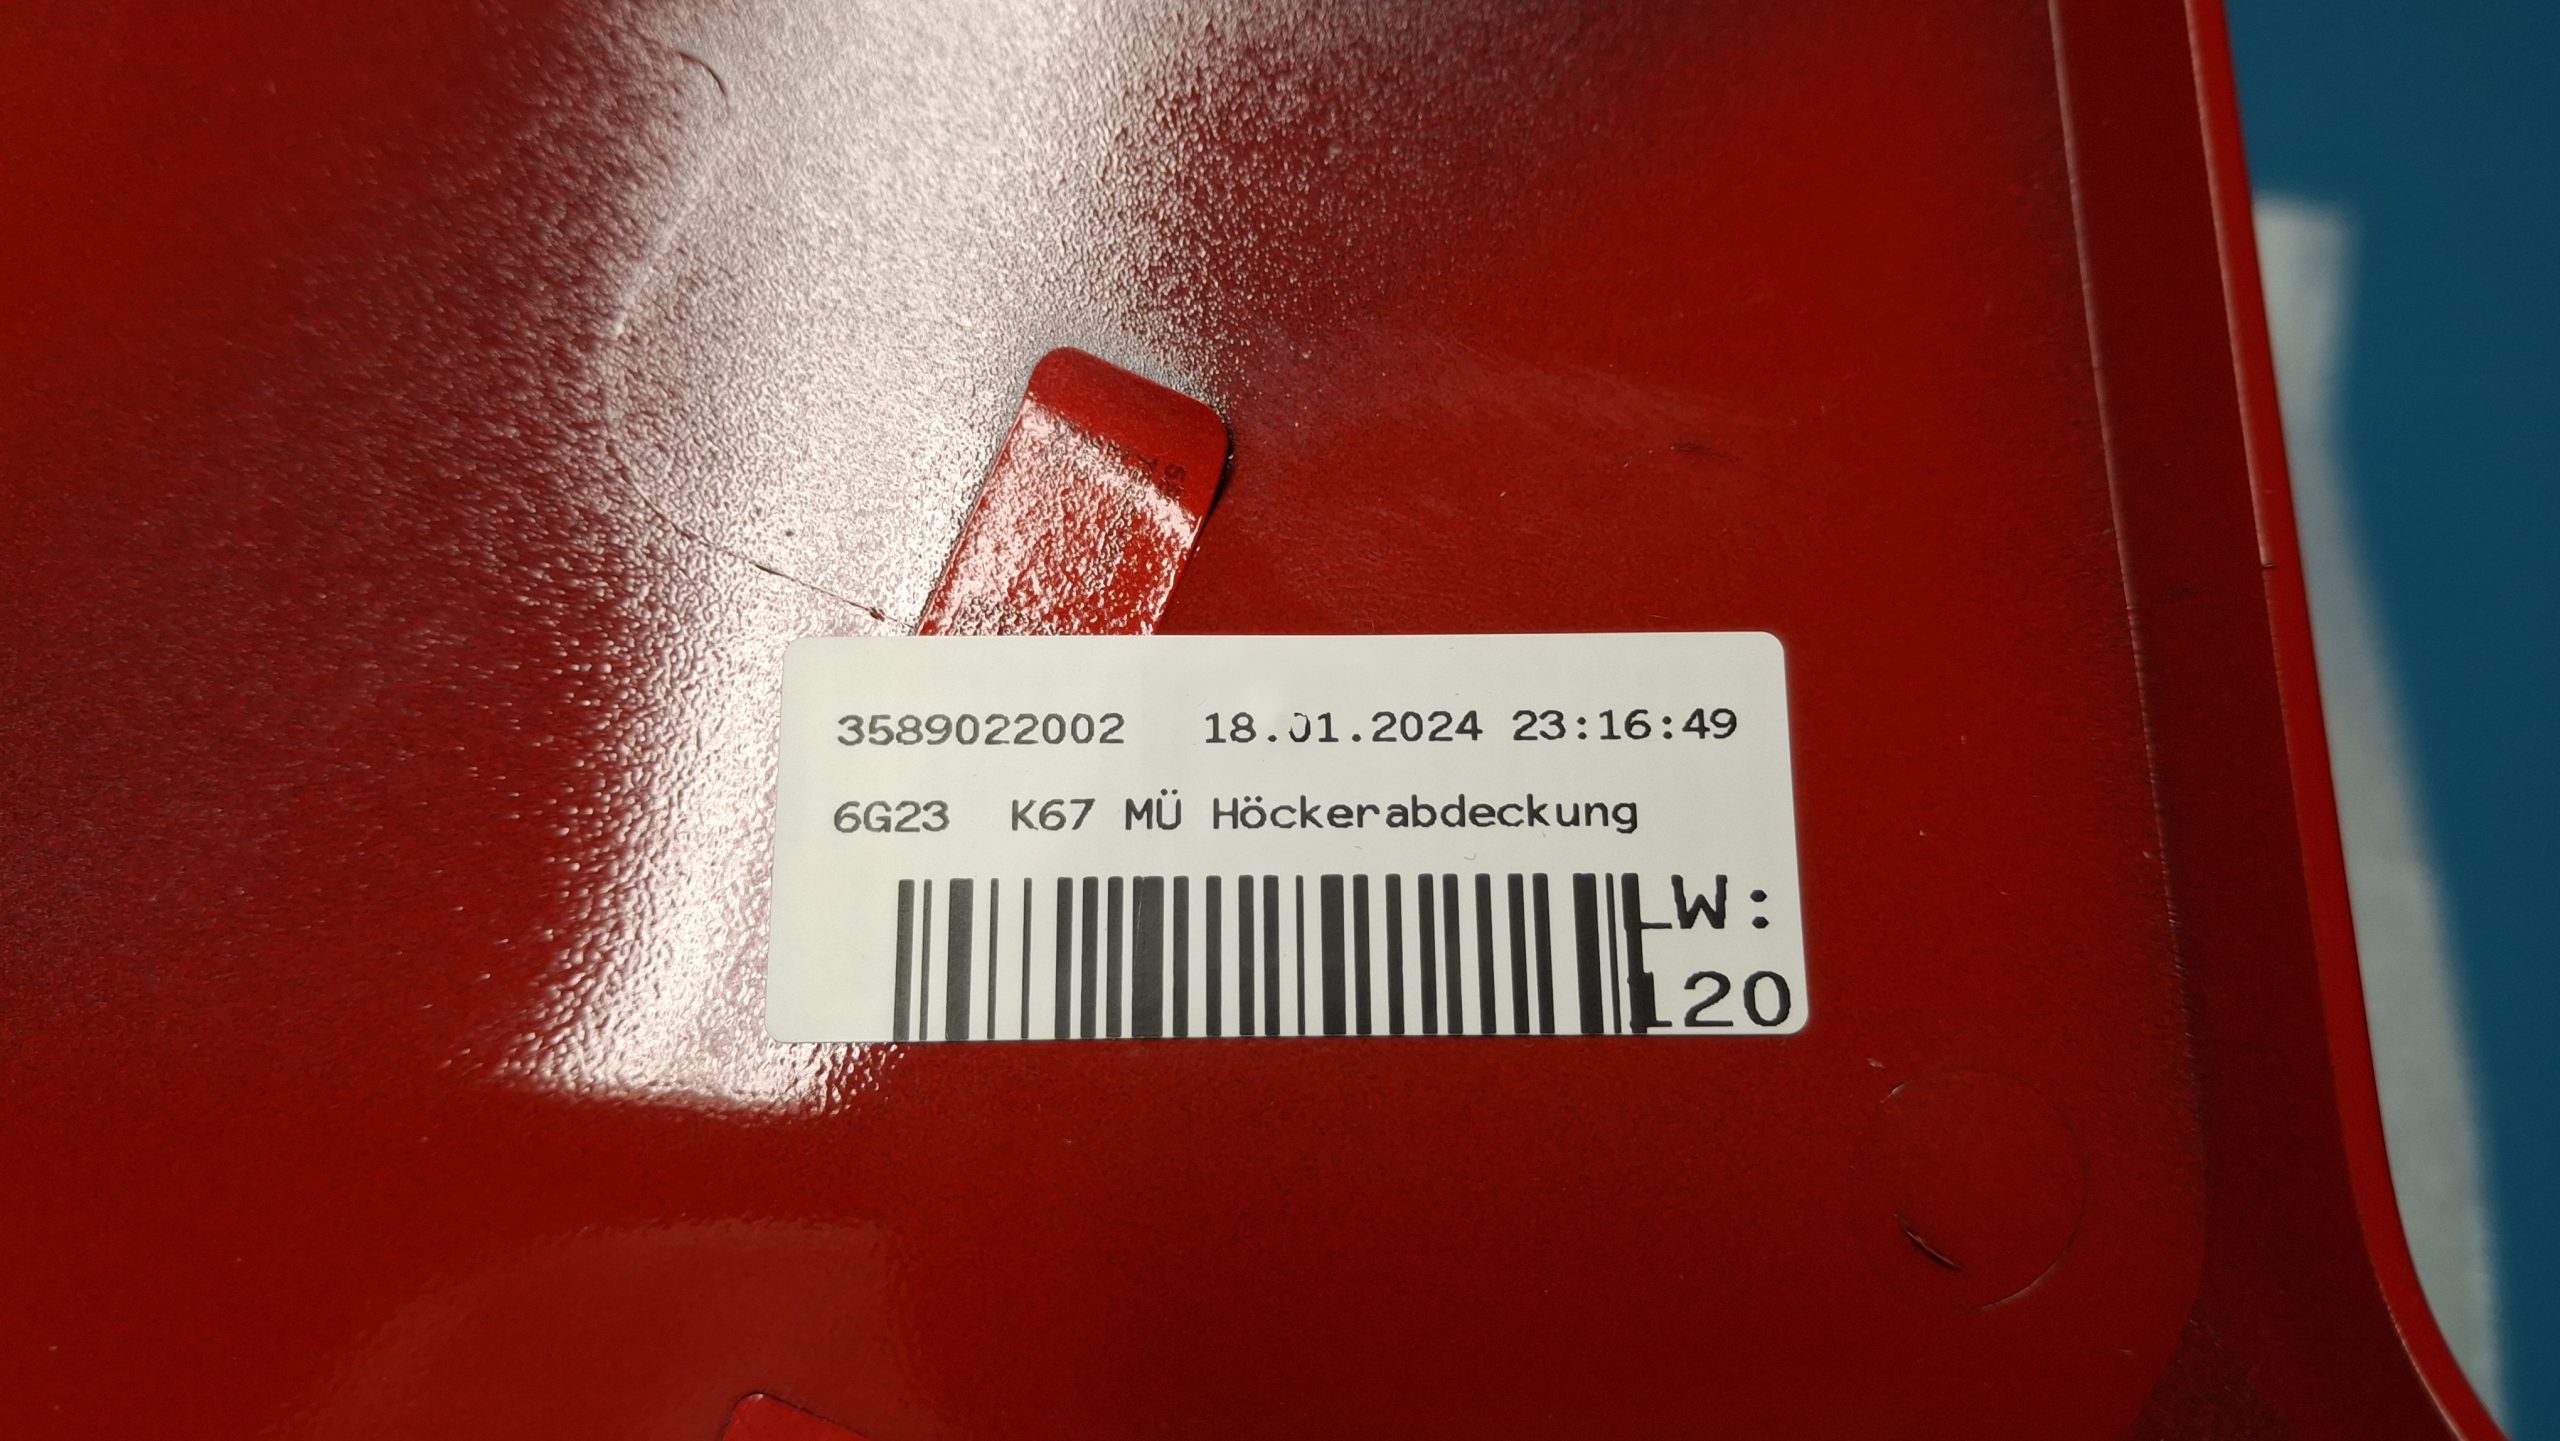 3589022002 18.01.2024 23:16:49
6G23 K67 MÜ Höckerabdeckung
LW:
120